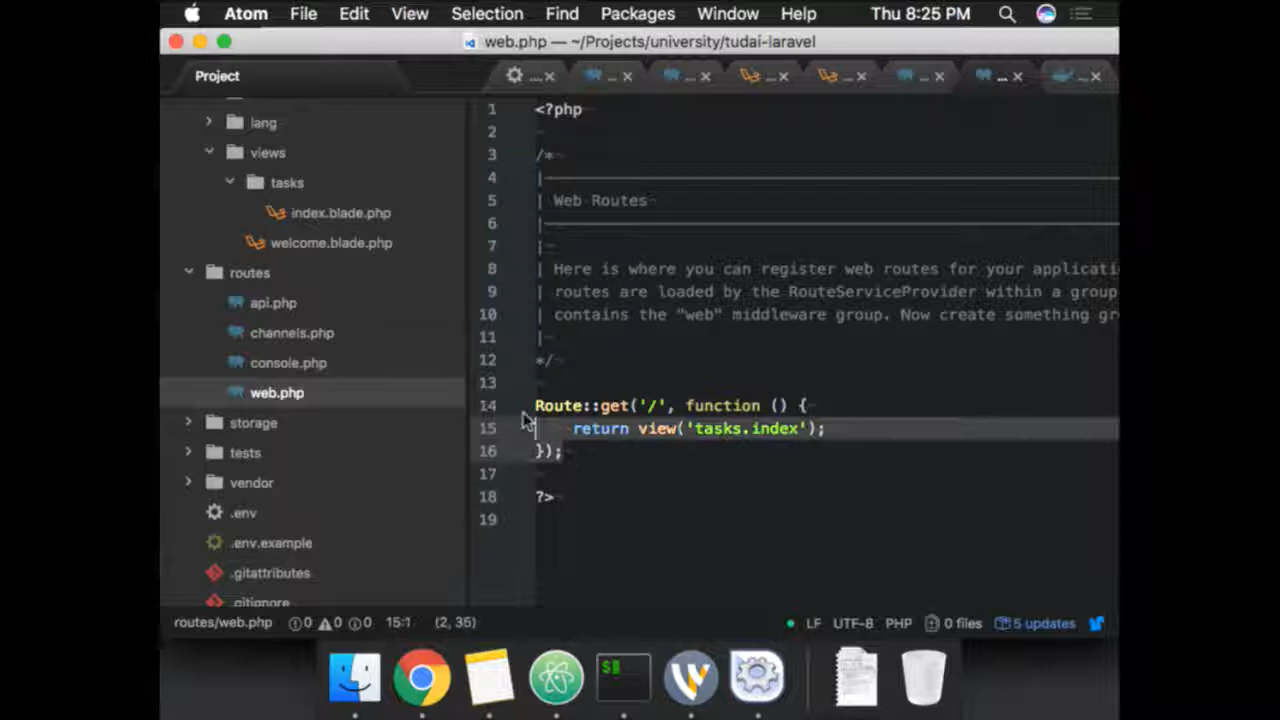 Atom File Edit View Selection Find Packages Window Help Thu 8:25 PM
web.php — ~/Projects/university/tudai-laravel
Project
... ... ... ... ... ... ... ...
lang
views
tasks
index.blade.php
welcome.blade.php
routes
api.php
channels.php
console.php
web.php
storage
tests
vendor
.env
.env.example
.gitattributes
.gitignore
1 <?php
2
3 /*
4 |
5 | Web Routes
6 |
7 |
8 | Here is where you can register web routes for your applicati
9 | routes are loaded by the RouteServiceProvider within a group
10 | contains the "web" middleware group. Now create something gr
11 |
12 */
13
14 Route::get('/', function () {
15 return view('tasks.index');
16 });
17
18 ?>
19
routes/web.php 0 0 0 15:1 (2, 35) LF UTF-8 PHP 0 files 5 updates
$